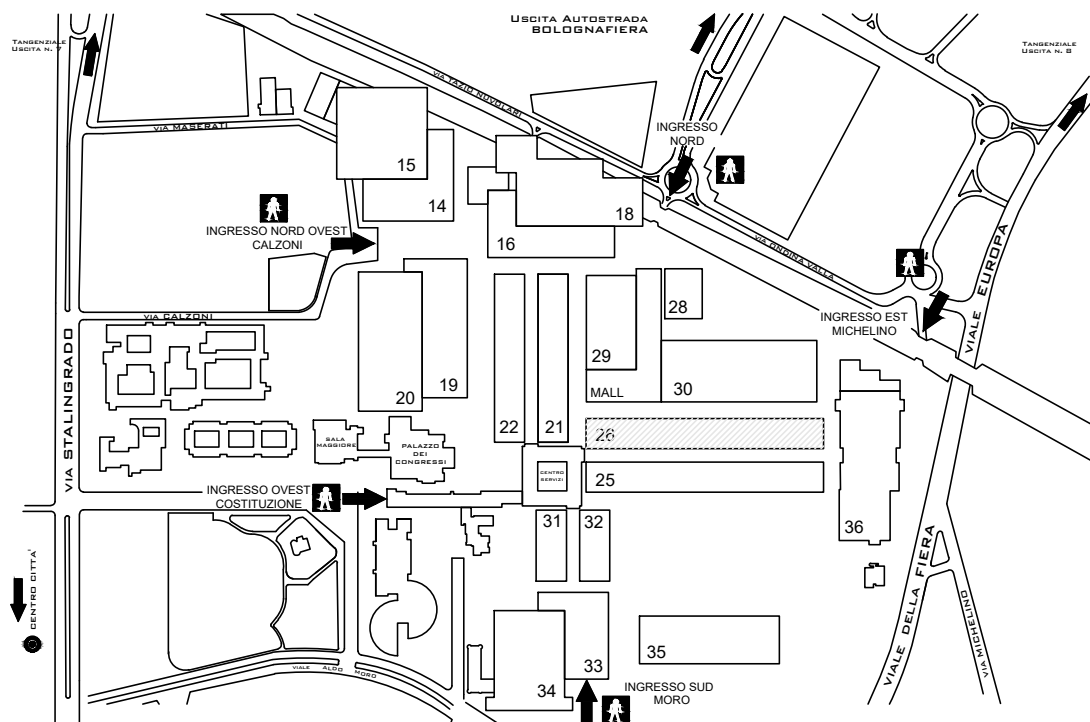 USCITA AUTOSTRADA
BOLOGNAFIERA
TANGENZIALE
USCITA N. 7
TANGENZIALE
USCITA N. 8
VIA TAZIO NUVOLARI
VIA MASERATI
INGRESSO
NORD
15
14
18
16
INGRESSO NORD OVEST
CALZONI
VIA ONDINA VALLA
VIALE EUROPA
INGRESSO EST
MICHELINO
VIA CALZONI
28
29
30
MALL
19
20
22
21
26
25
VIA STALINGRADO
SALA
MAGGIORE
PALAZZO
DEI
CONGRESSI
CENTRO
SERVIZI
INGRESSO OVEST
COSTITUZIONE
31
32
36
VIALE DELLA FIERA
VIA MICHELINO
CENTRO CITTA'
VIALE ALDO MORO
33
34
35
INGRESSO SUD
MORO